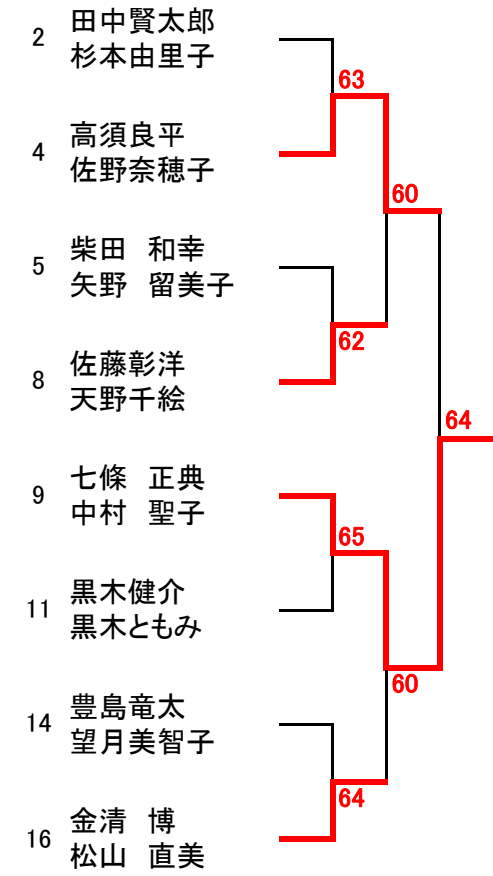 2 田中賢太郎
杉本由里子
63
4 高須良平
佐野奈穂子
60
5 柴田　和幸
矢野　留美子
62
8 佐藤彰洋
天野千絵
64
9 七條　正典
中村　聖子
65
11 黒木健介
黒木ともみ
60
14 豊島竜太
望月美智子
64
16 金清　博
松山　直美